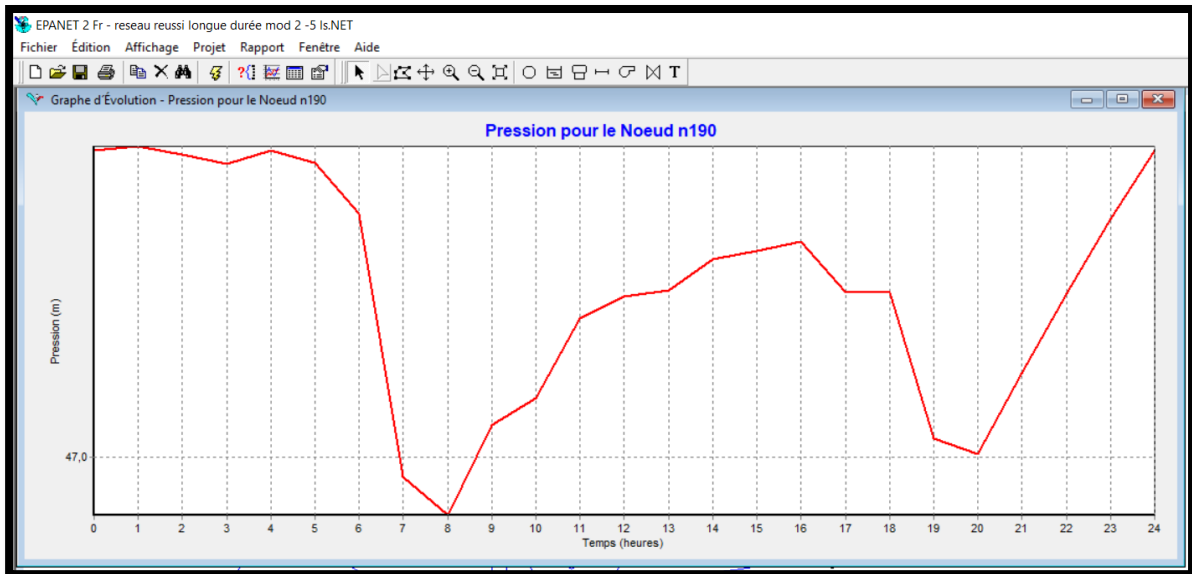 EPANET 2 Fr - reseau reussi longue durée mod 2 -5 ls.NET
Fichier Édition Affichage Projet Rapport Fenêtre Aide
T
Graphe d'Évolution - Pression pour le Noeud n190
Pression pour le Noeud n190
Pression (m)
47,0
0 1 2 3 4 5 6 7 8 9 10 11 12 13 14 15 16 17 18 19 20 21 22 23 24
Temps (heures)